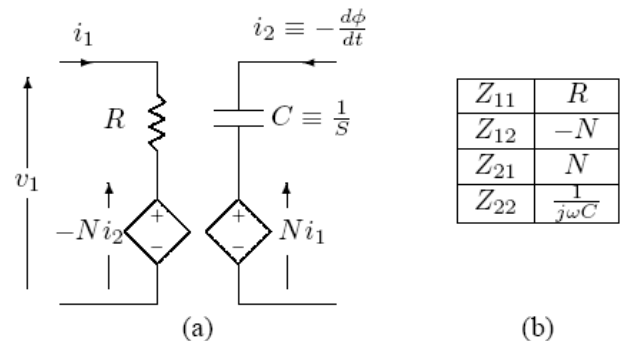 i₁
i₂ ≡ −dφ/dt
R
C ≡ 1/S
v₁
−Ni₂
+
−
+
−
Ni₁
(a)
Z₁₁ R
Z₁₂ −N
Z₂₁ N
Z₂₂ 1/jωC
(b)